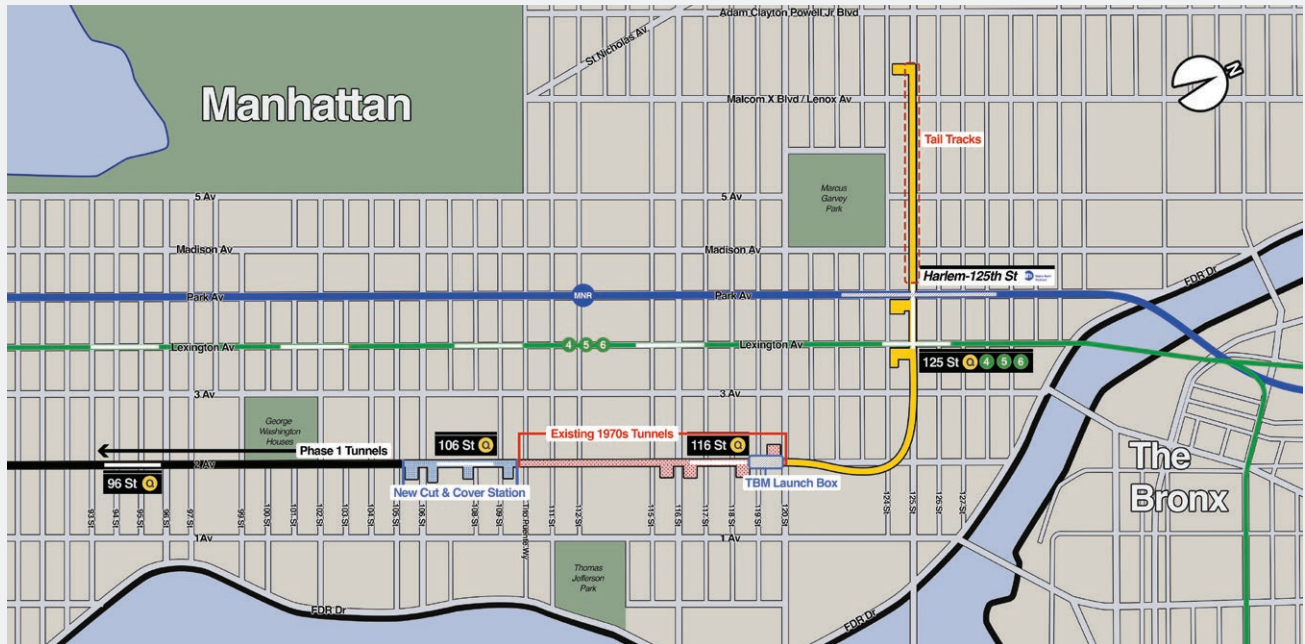 Adam Clayton Powell Jr Blvd
St Nicholas Av
Manhattan
N
Malcom X Blvd / Lenox Av
Tail Tracks
Marcus
Garvey
Park
5 Av
5 Av
Madison Av
Madison Av
Harlem-125th St
FDR Dr
Park Av
MNR
Park Av
Lexington Av
4 5 6
Lexington Av
125 St Q 4 5 6
3 Av
3 Av
George
Washington
Houses
Existing 1970s Tunnels
106 St Q
116 St Q
Phase 1 Tunnels
2 Av
96 St Q
New Cut & Cover Station
TBM Launch Box
The
Bronx
93 St
94 St
95 St
96 St
97 St
99 St
100 St
101 St
102 St
103 St
104 St
105 St
106 St
108 St
109 St
Tito Puente Wy
111 St
112 St
115 St
116 St
117 St
118 St
119 St
120 St
125 St
126 St
127 St
1 Av
1 Av
Thomas
Jefferson
Park
FDR Dr
FDR Dr